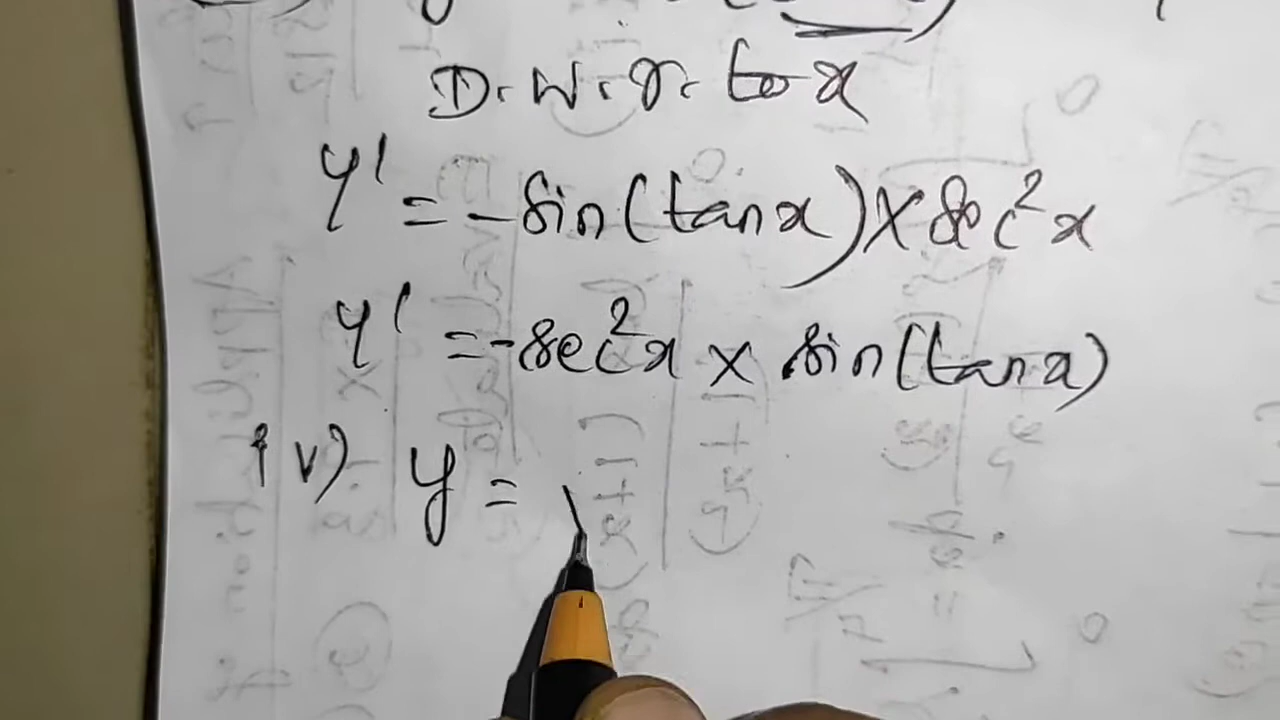 D.W.r. to x
y' = -sin(tanx)×sec²x
y' = -sec²x × sin(tanx)
iv) y =